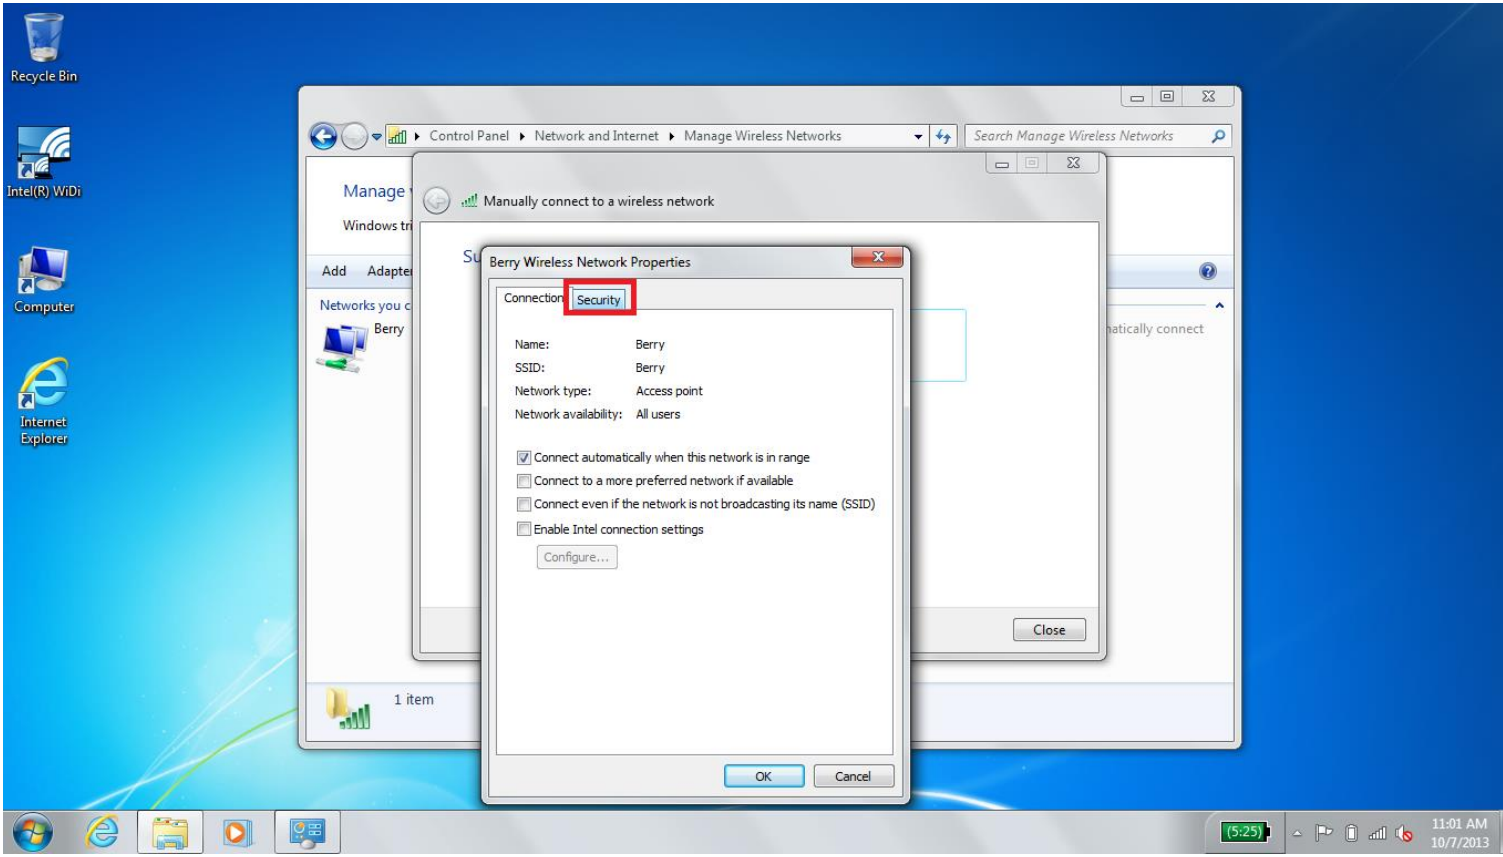 Recycle Bin
Intel(R) WiDi
Computer
Internet
Explorer
Control Panel
Network and Internet
Manage Wireless Networks
Search Manage Wireless Networks
Manage
Windows tri
Add
Adapte
Networks you c
Berry
atically connect
1 item
Manually connect to a wireless network
Su
Close
Berry Wireless Network Properties
Connection
Security
Name: Berry
SSID: Berry
Network type: Access point
Network availability: All users
Connect automatically when this network is in range
Connect to a more preferred network if available
Connect even if the network is not broadcasting its name (SSID)
Enable Intel connection settings
Configure...
OK
Cancel
(5:25)
11:01 AM
10/7/2013